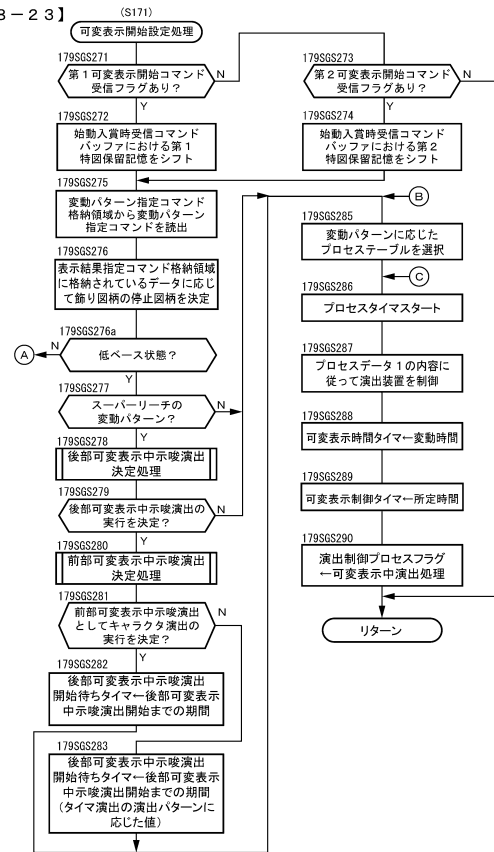 8－23】
(S171)
可変表示開始設定処理
179SGS271
第１可変表示開始コマンド
受信フラグあり？
N
Y
179SGS272
始動入賞時受信コマンド
バッファにおける第１
特図保留記憶をシフト
179SGS273
第２可変表示開始コマンド
受信フラグあり？
N
Y
179SGS274
始動入賞時受信コマンド
バッファにおける第２
特図保留記憶をシフト
179SGS275
変動パターン指定コマンド
格納領域から変動パターン
指定コマンドを読出
179SGS276
表示結果指定コマンド格納領域
に格納されているデータに応じ
て飾り図柄の停止図柄を決定
179SGS276a
低ベース状態？
N
A
Y
179SGS277
スーパーリーチの
変動パターン？
N
Y
179SGS278
後部可変表示中示唆演出
決定処理
179SGS279
後部可変表示中示唆演出の
実行を決定？
N
Y
179SGS280
前部可変表示中示唆演出
決定処理
179SGS281
前部可変表示中示唆演出
としてキャラクタ演出の
実行を決定？
N
Y
179SGS282
後部可変表示中示唆演出
開始待ちタイマ←後部可変表示
中示唆演出開始までの期間
179SGS283
後部可変表示中示唆演出
開始待ちタイマ←後部可変表示
中示唆演出開始までの期間
（タイマ演出の演出パターンに
応じた値）
B
179SGS285
変動パターンに応じた
プロセステーブルを選択
C
179SGS286
プロセスタイマスタート
179SGS287
プロセスデータ１の内容に
従って演出装置を制御
179SGS288
可変表示時間タイマ←変動時間
179SGS289
可変表示制御タイマ←所定時間
179SGS290
演出制御プロセスフラグ
←可変表示中演出処理
リターン